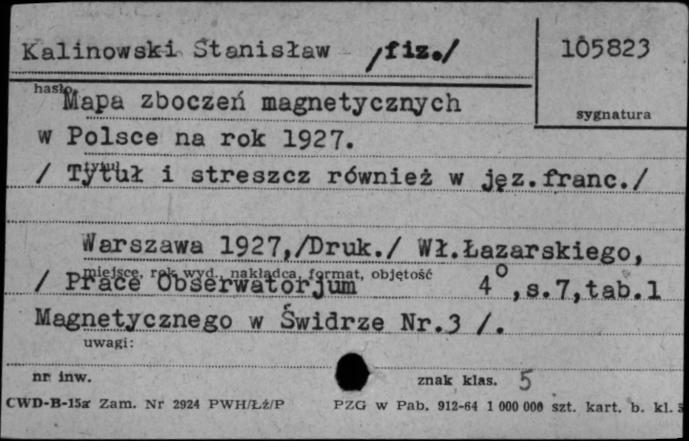 Kalinowski Stanisław /fiz./
105823
hasło
sygnatura
Mapa zboczeń magnetycznych
w Polsce na rok 1927.
tytuł
/ Tytuł i streszcz również w jęz.franc./
Warszawa 1927,/Druk./ Wł.Łazarskiego,
miejsce, rok wyd., nakładca, format, objętość
/ Prace Obserwatorjum 4°,s.7,tab.1
Magnetycznego w Świdrze Nr.3 /.
uwagi:
nr inw.
znak klas. 5
CWD-B-15a Zam. Nr 2924 PWH/Łż/P PZG w Pab. 912-64 1 000 000 szt. kart. b. kl.